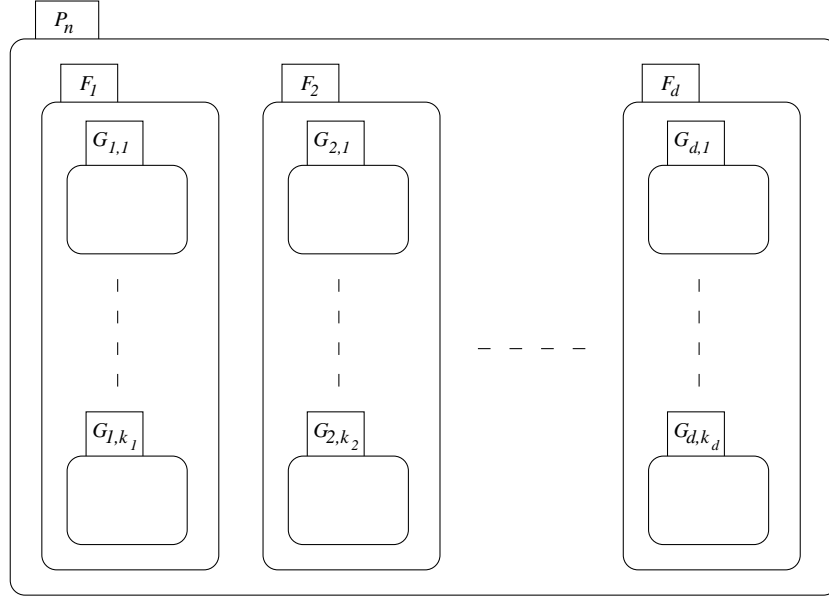 P_n
F_1 F_2 F_d
G_{1,1} G_{2,1} G_{d,1}
G_{1,k_1} G_{2,k_2} G_{d,k_d}